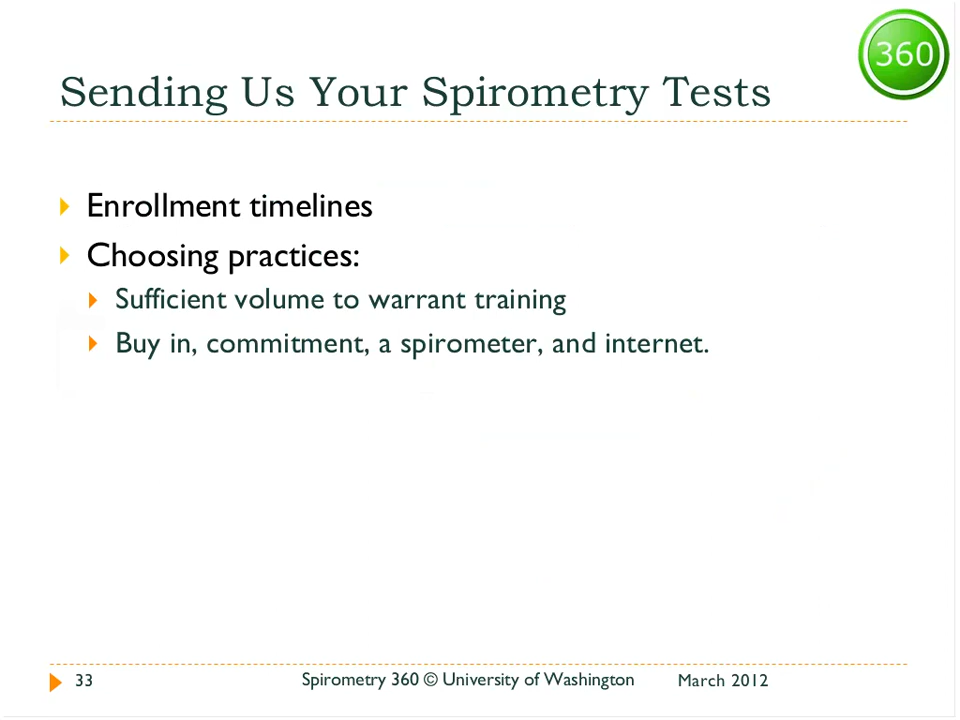 360
Sending Us Your Spirometry Tests
Enrollment timelines
Choosing practices:
Sufficient volume to warrant training
Buy in, commitment, a spirometer, and internet.
33 Spirometry 360 © University of Washington March 2012